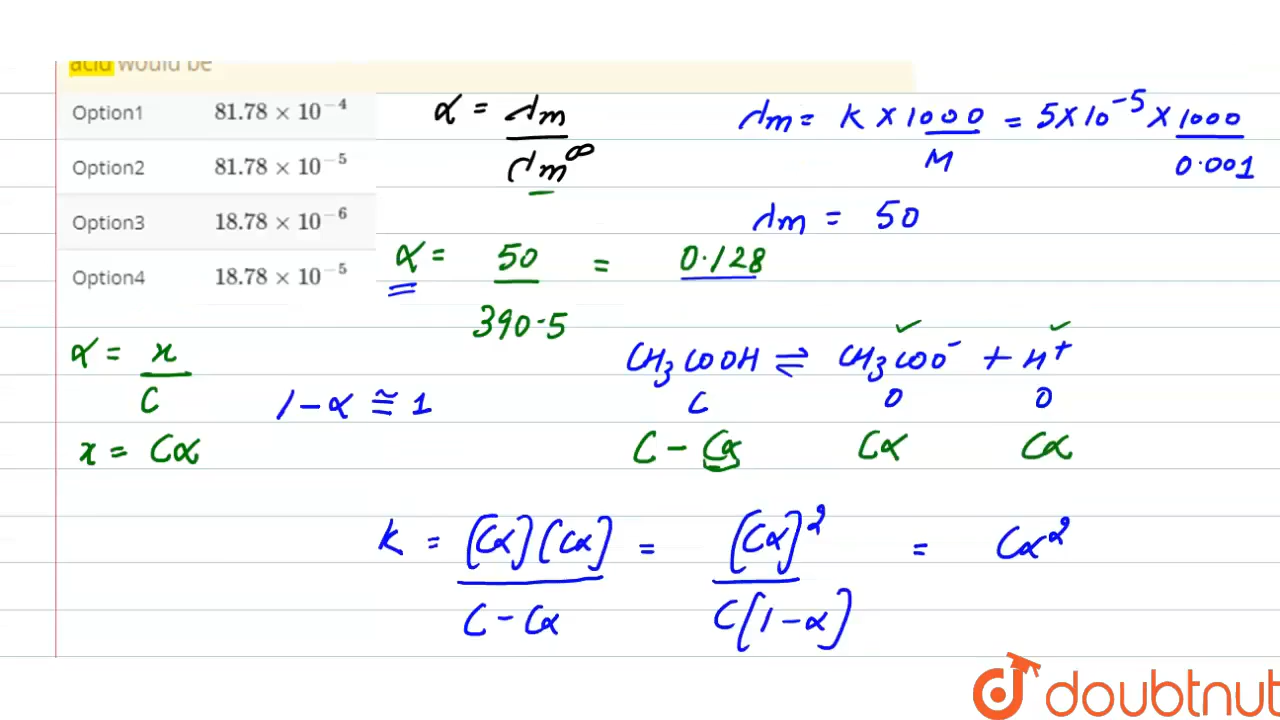 acid would be
Option1 81.78 × 10⁻⁴
Option2 81.78 × 10⁻⁵
Option3 18.78 × 10⁻⁶
Option4 18.78 × 10⁻⁵
α = λm / λm^∞
λm = K × 1000 / M = 5 × 10⁻⁵ × 1000 / 0.001
λm = 50
α = 50 / 390.5 = 0.128
α = x / C
x = Cα
1 - α ≅ 1
CH₃COOH ⇌ CH₃COO⁻ + H⁺
C 0 0
C - Cα Cα Cα
K = [Cα][Cα] / C - Cα = [Cα]² / C[1 - α] = Cα²
doubtnut